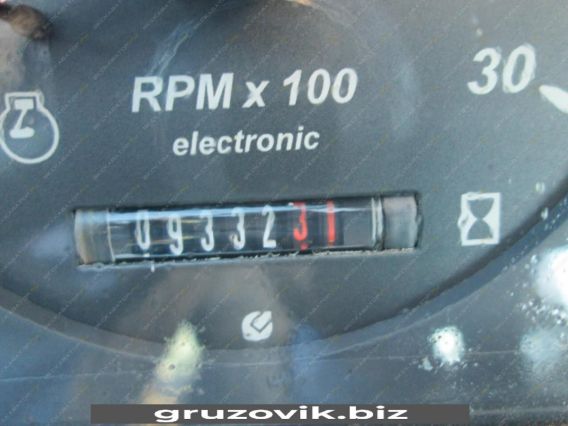 RPM x 100
30
electronic
0933231
gruzovik.biz